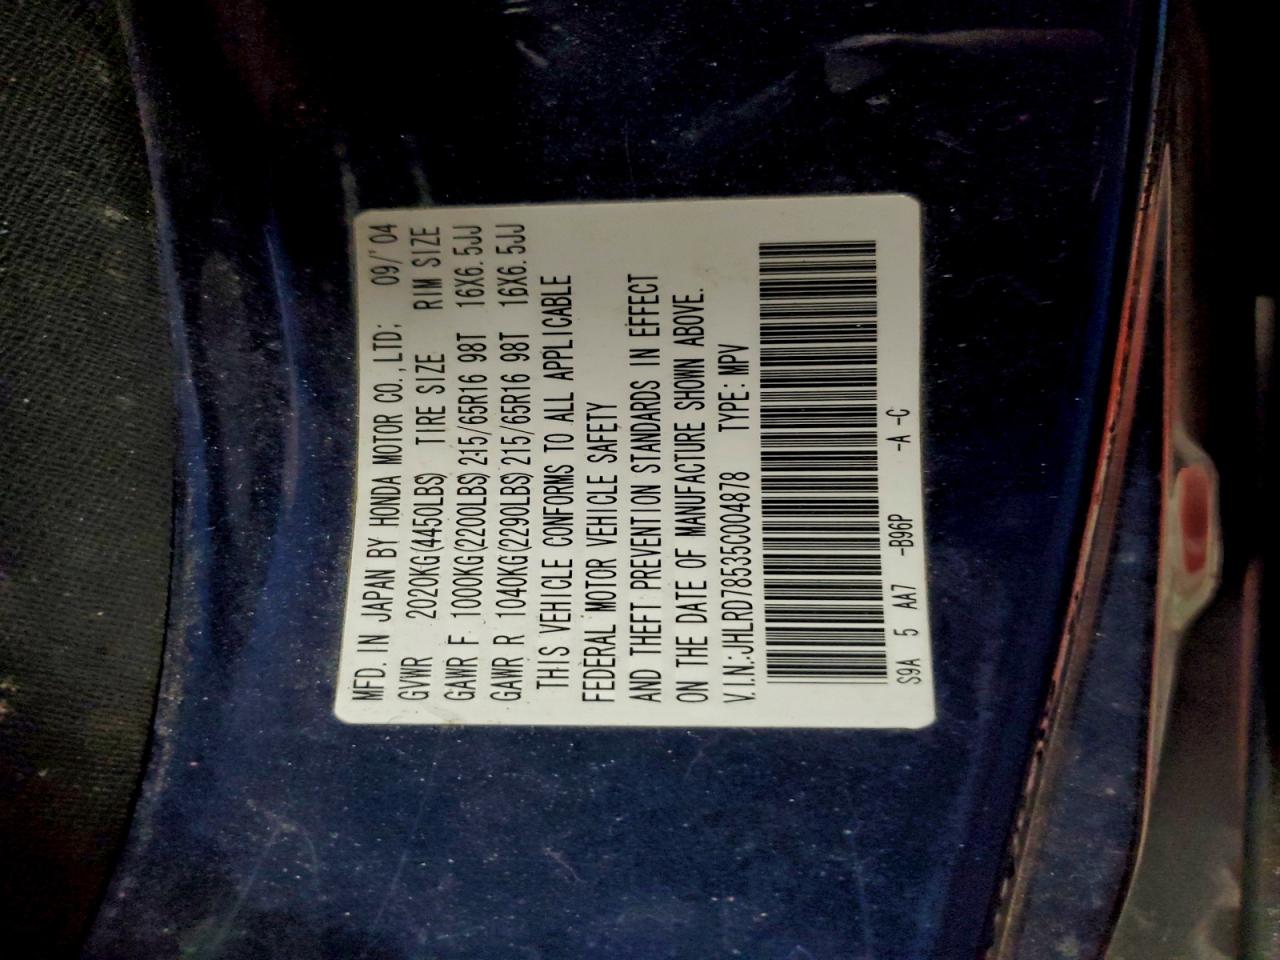 MFD. IN JAPAN BY HONDA MOTOR CO., LTD; 09/'04
GVWR 2020KG(4450LBS) TIRE SIZE RIM SIZE
GAWR F 1000KG(2200LBS) 215/65R16 98T 16X6.5JJ
GAWR R 1040KG(2290LBS) 215/65R16 98T 16X6.5JJ
THIS VEHICLE CONFORMS TO ALL APPLICABLE
FEDERAL MOTOR VEHICLE SAFETY
AND THEFT PREVENTION STANDARDS IN EFFECT
ON THE DATE OF MANUFACTURE SHOWN ABOVE.
V.I.N.:JHLRD78535C004878 TYPE:MPV
S9A 5 AA7 -B96P -A -C